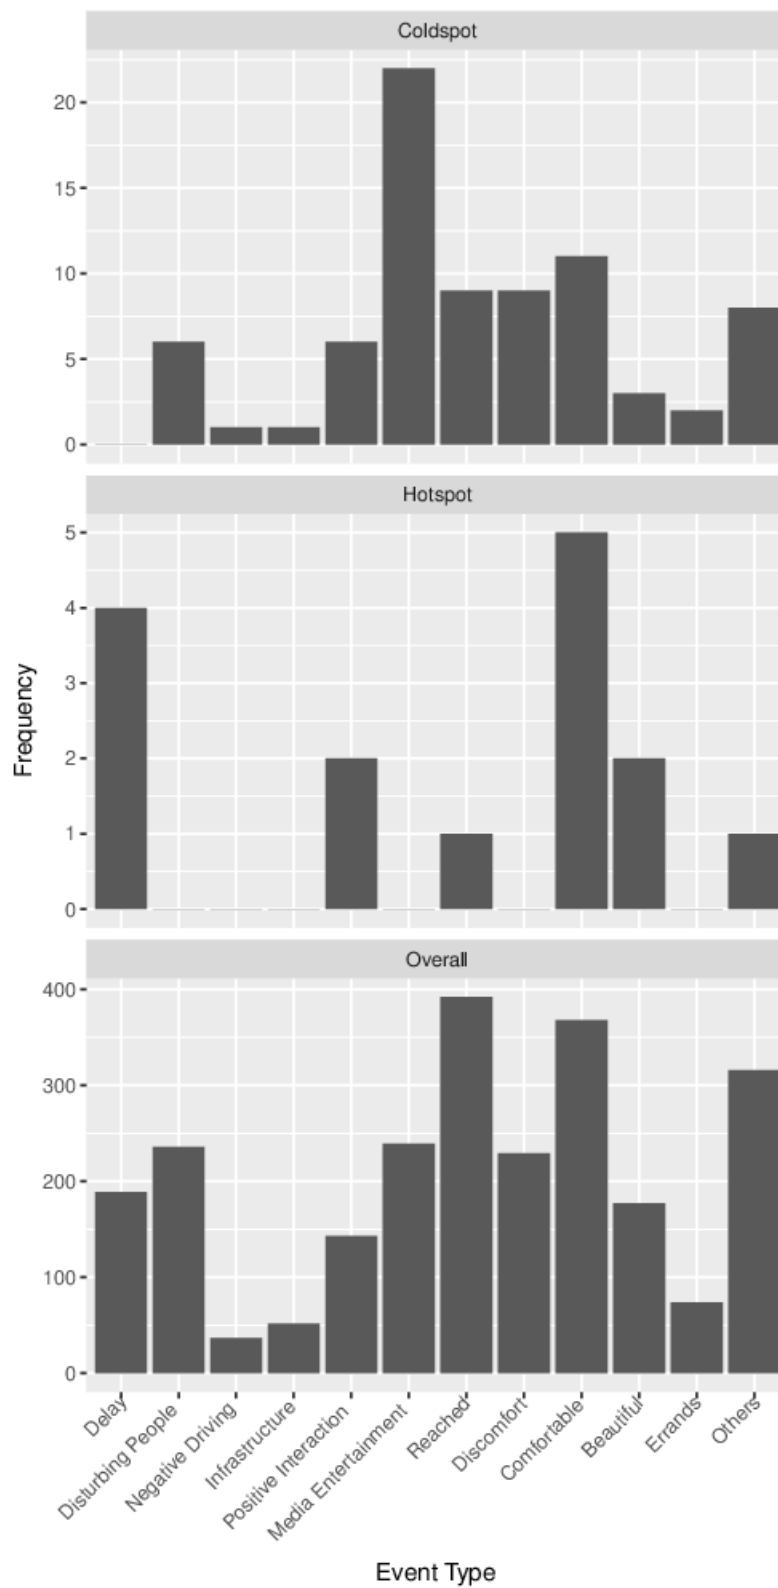 Coldspot
20
15
10
5
0
Hotspot
5
4
3
2
1
0
Frequency
Overall
400
300
200
100
0
Delay
Disturbing People
Negative Driving
Infrastructure
Positive Interaction
Media Entertainment
Reached
Discomfort
Comfortable
Beautiful
Errands
Others
Event Type